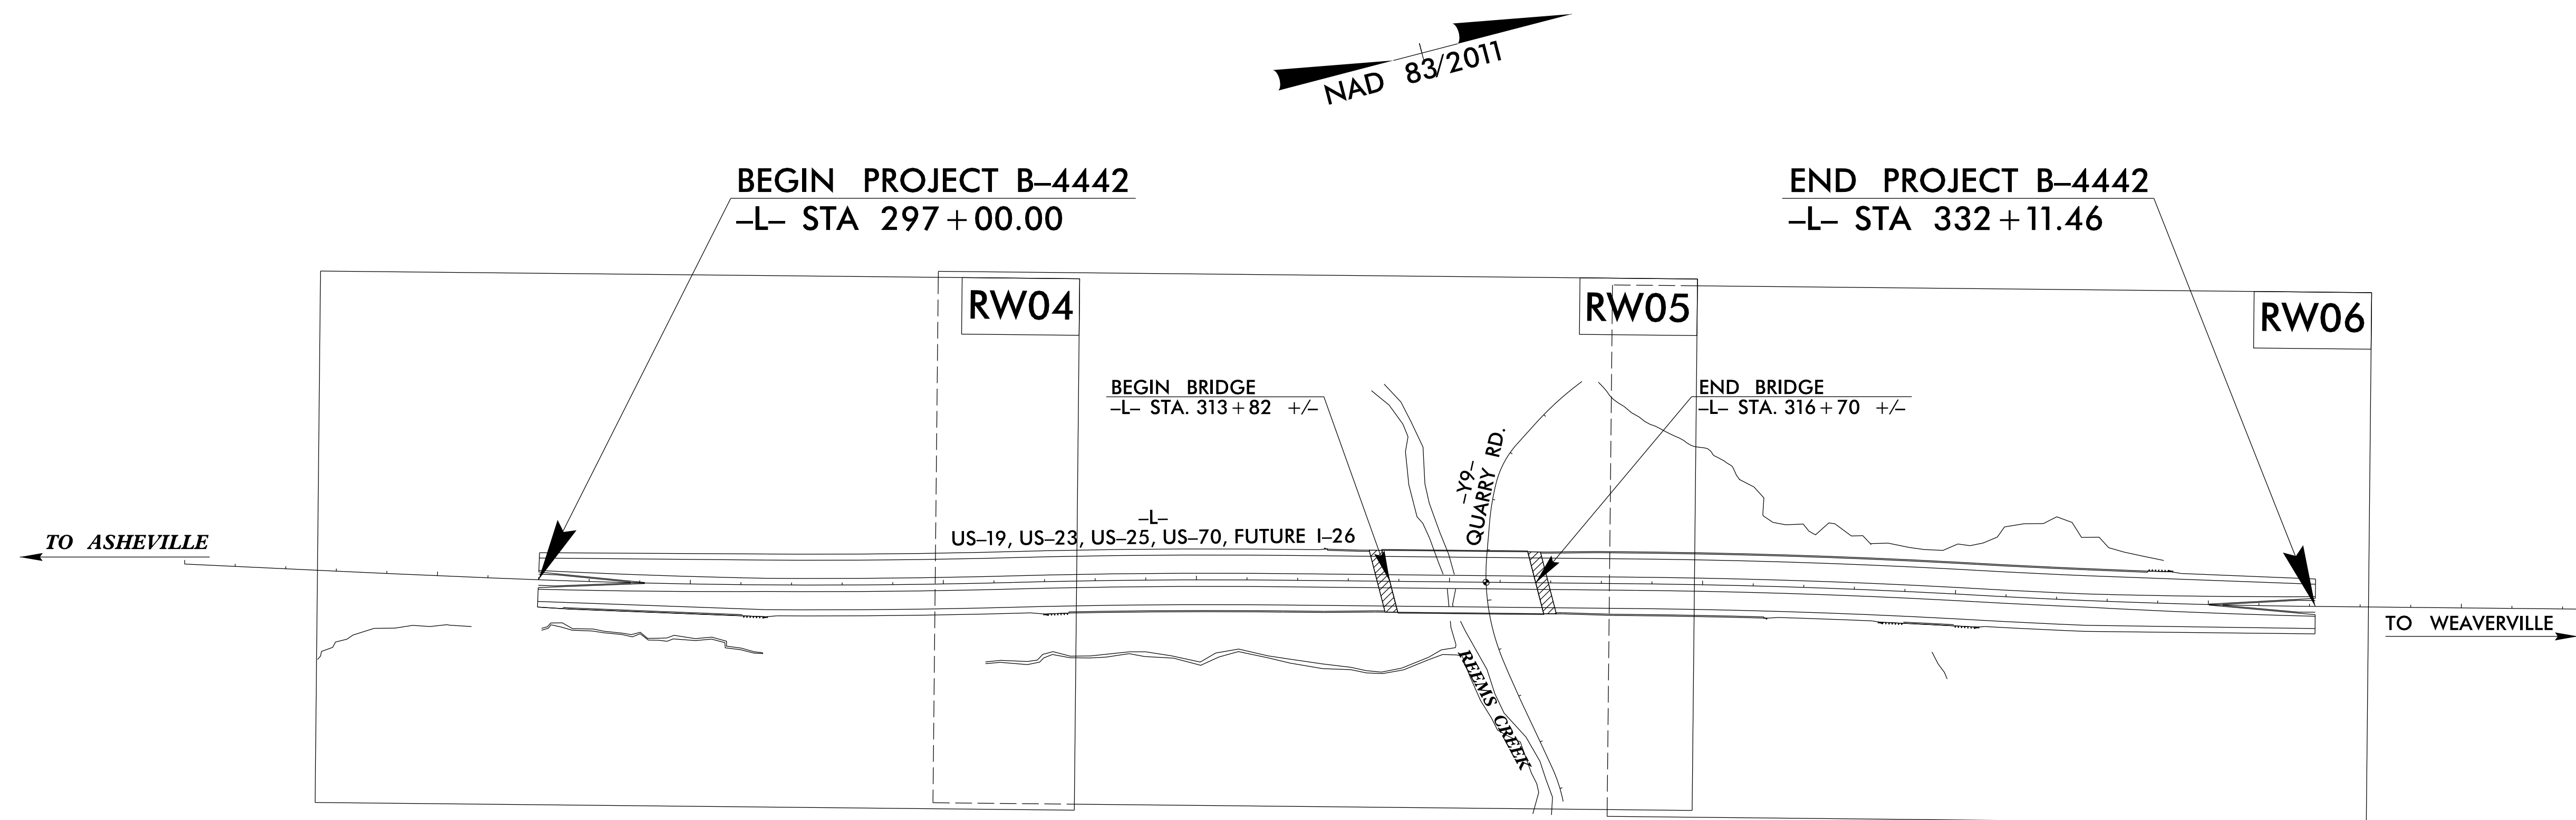 NAD 83/2011
BEGIN PROJECT B–4442
–L– STA 297+00.00
END PROJECT B–4442
–L– STA 332+11.46
RW04
RW05
RW06
BEGIN BRIDGE
–L– STA. 313+82 +/–
END BRIDGE
–L– STA. 316+70 +/–
–Y9–
QUARRY RD.
–L–
US–19, US–23, US–25, US–70, FUTURE I–26
TO ASHEVILLE
TO WEAVERVILLE
REEMS CREEK